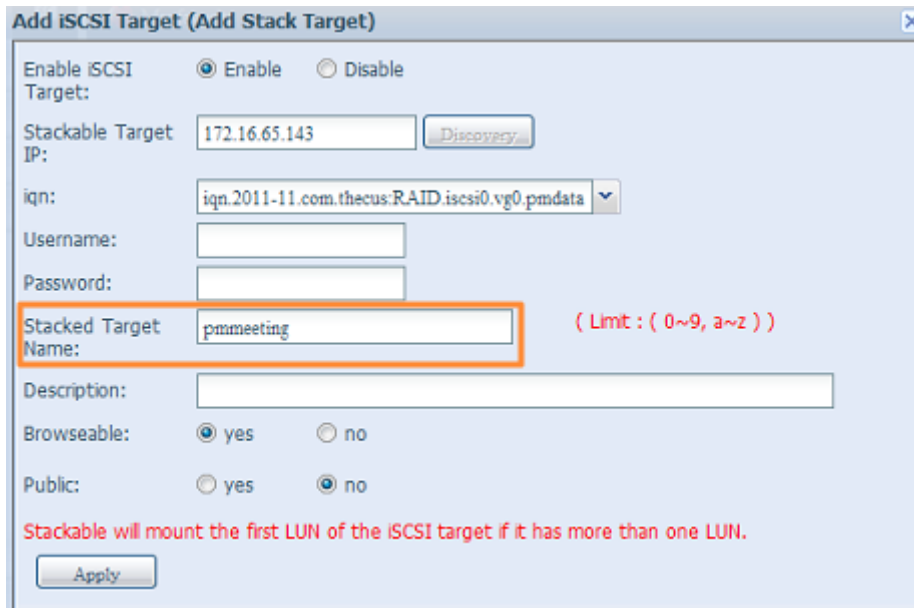 Add iSCSI Target (Add Stack Target)
Enable iSCSI Target: Enable Disable
Stackable Target IP: 172.16.65.143 Discovery
iqn: iqn.2011-11.com.thecus:RAID.iscsi0.vg0.pmdata
Username:
Password:
Stacked Target Name: pmmeeting ( Limit : ( 0~9, a~z ) )
Description:
Browseable: yes no
Public: yes no
Stackable will mount the first LUN of the iSCSI target if it has more than one LUN.
Apply